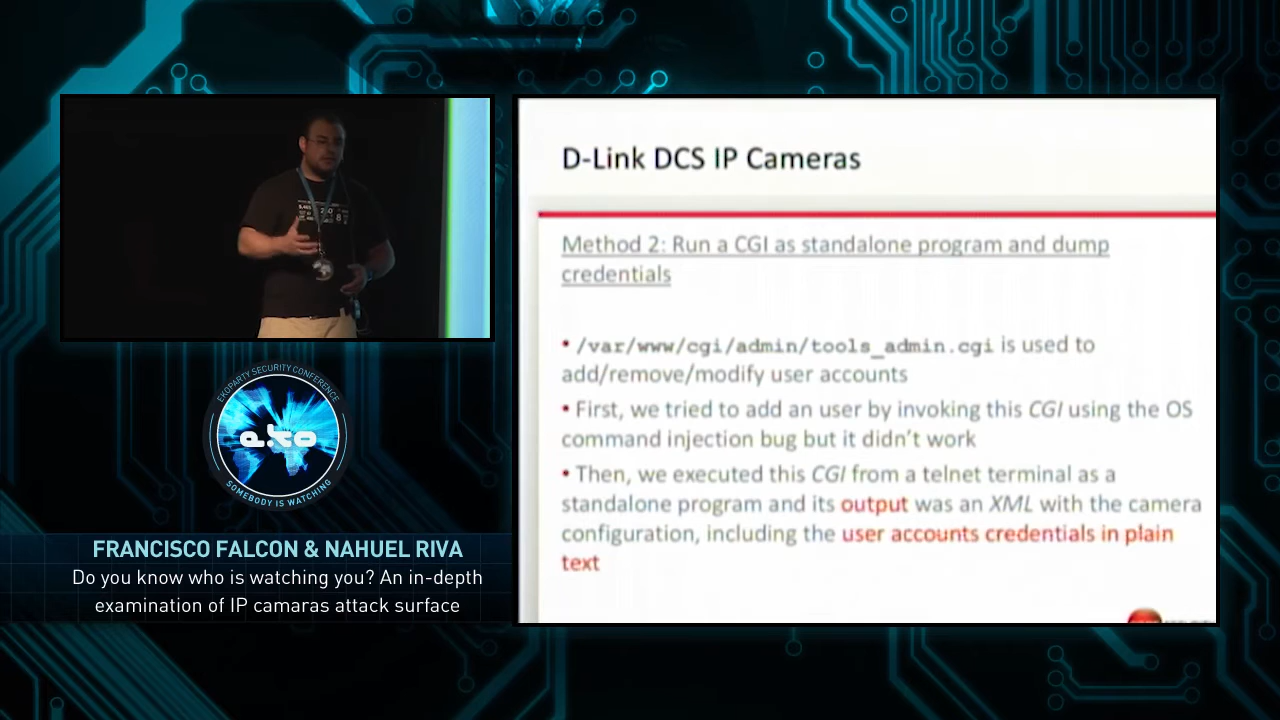 D-Link DCS IP Cameras
Method 2: Run a CGI as standalone program and dump
credentials
• /var/www/cgi/admin/tools_admin.cgi is used to
add/remove/modify user accounts
• First, we tried to add an user by invoking this CGI using the OS
command injection bug but it didn't work
• Then, we executed this CGI from a telnet terminal as a
standalone program and its output was an XML with the camera
configuration, including the user accounts credentials in plain
text
EKOPARTY SECURITY CONFERENCE
eko
SOMEBODY IS WATCHING
FRANCISCO FALCON & NAHUEL RIVA
Do you know who is watching you? An in-depth
examination of IP camaras attack surface